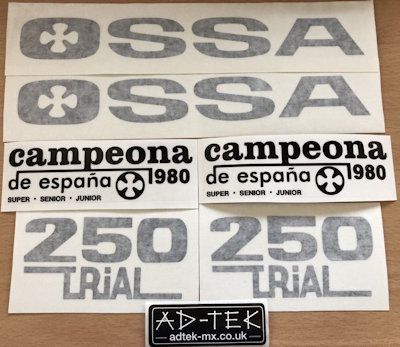 OSSA
OSSA
campeona
de españa 1980
SUPER · SENIOR · JUNIOR
campeona
de españa 1980
SUPER · SENIOR · JUNIOR
250
TRiAL
250
TRiAL
AD-TEK
adtek-mx.co.uk